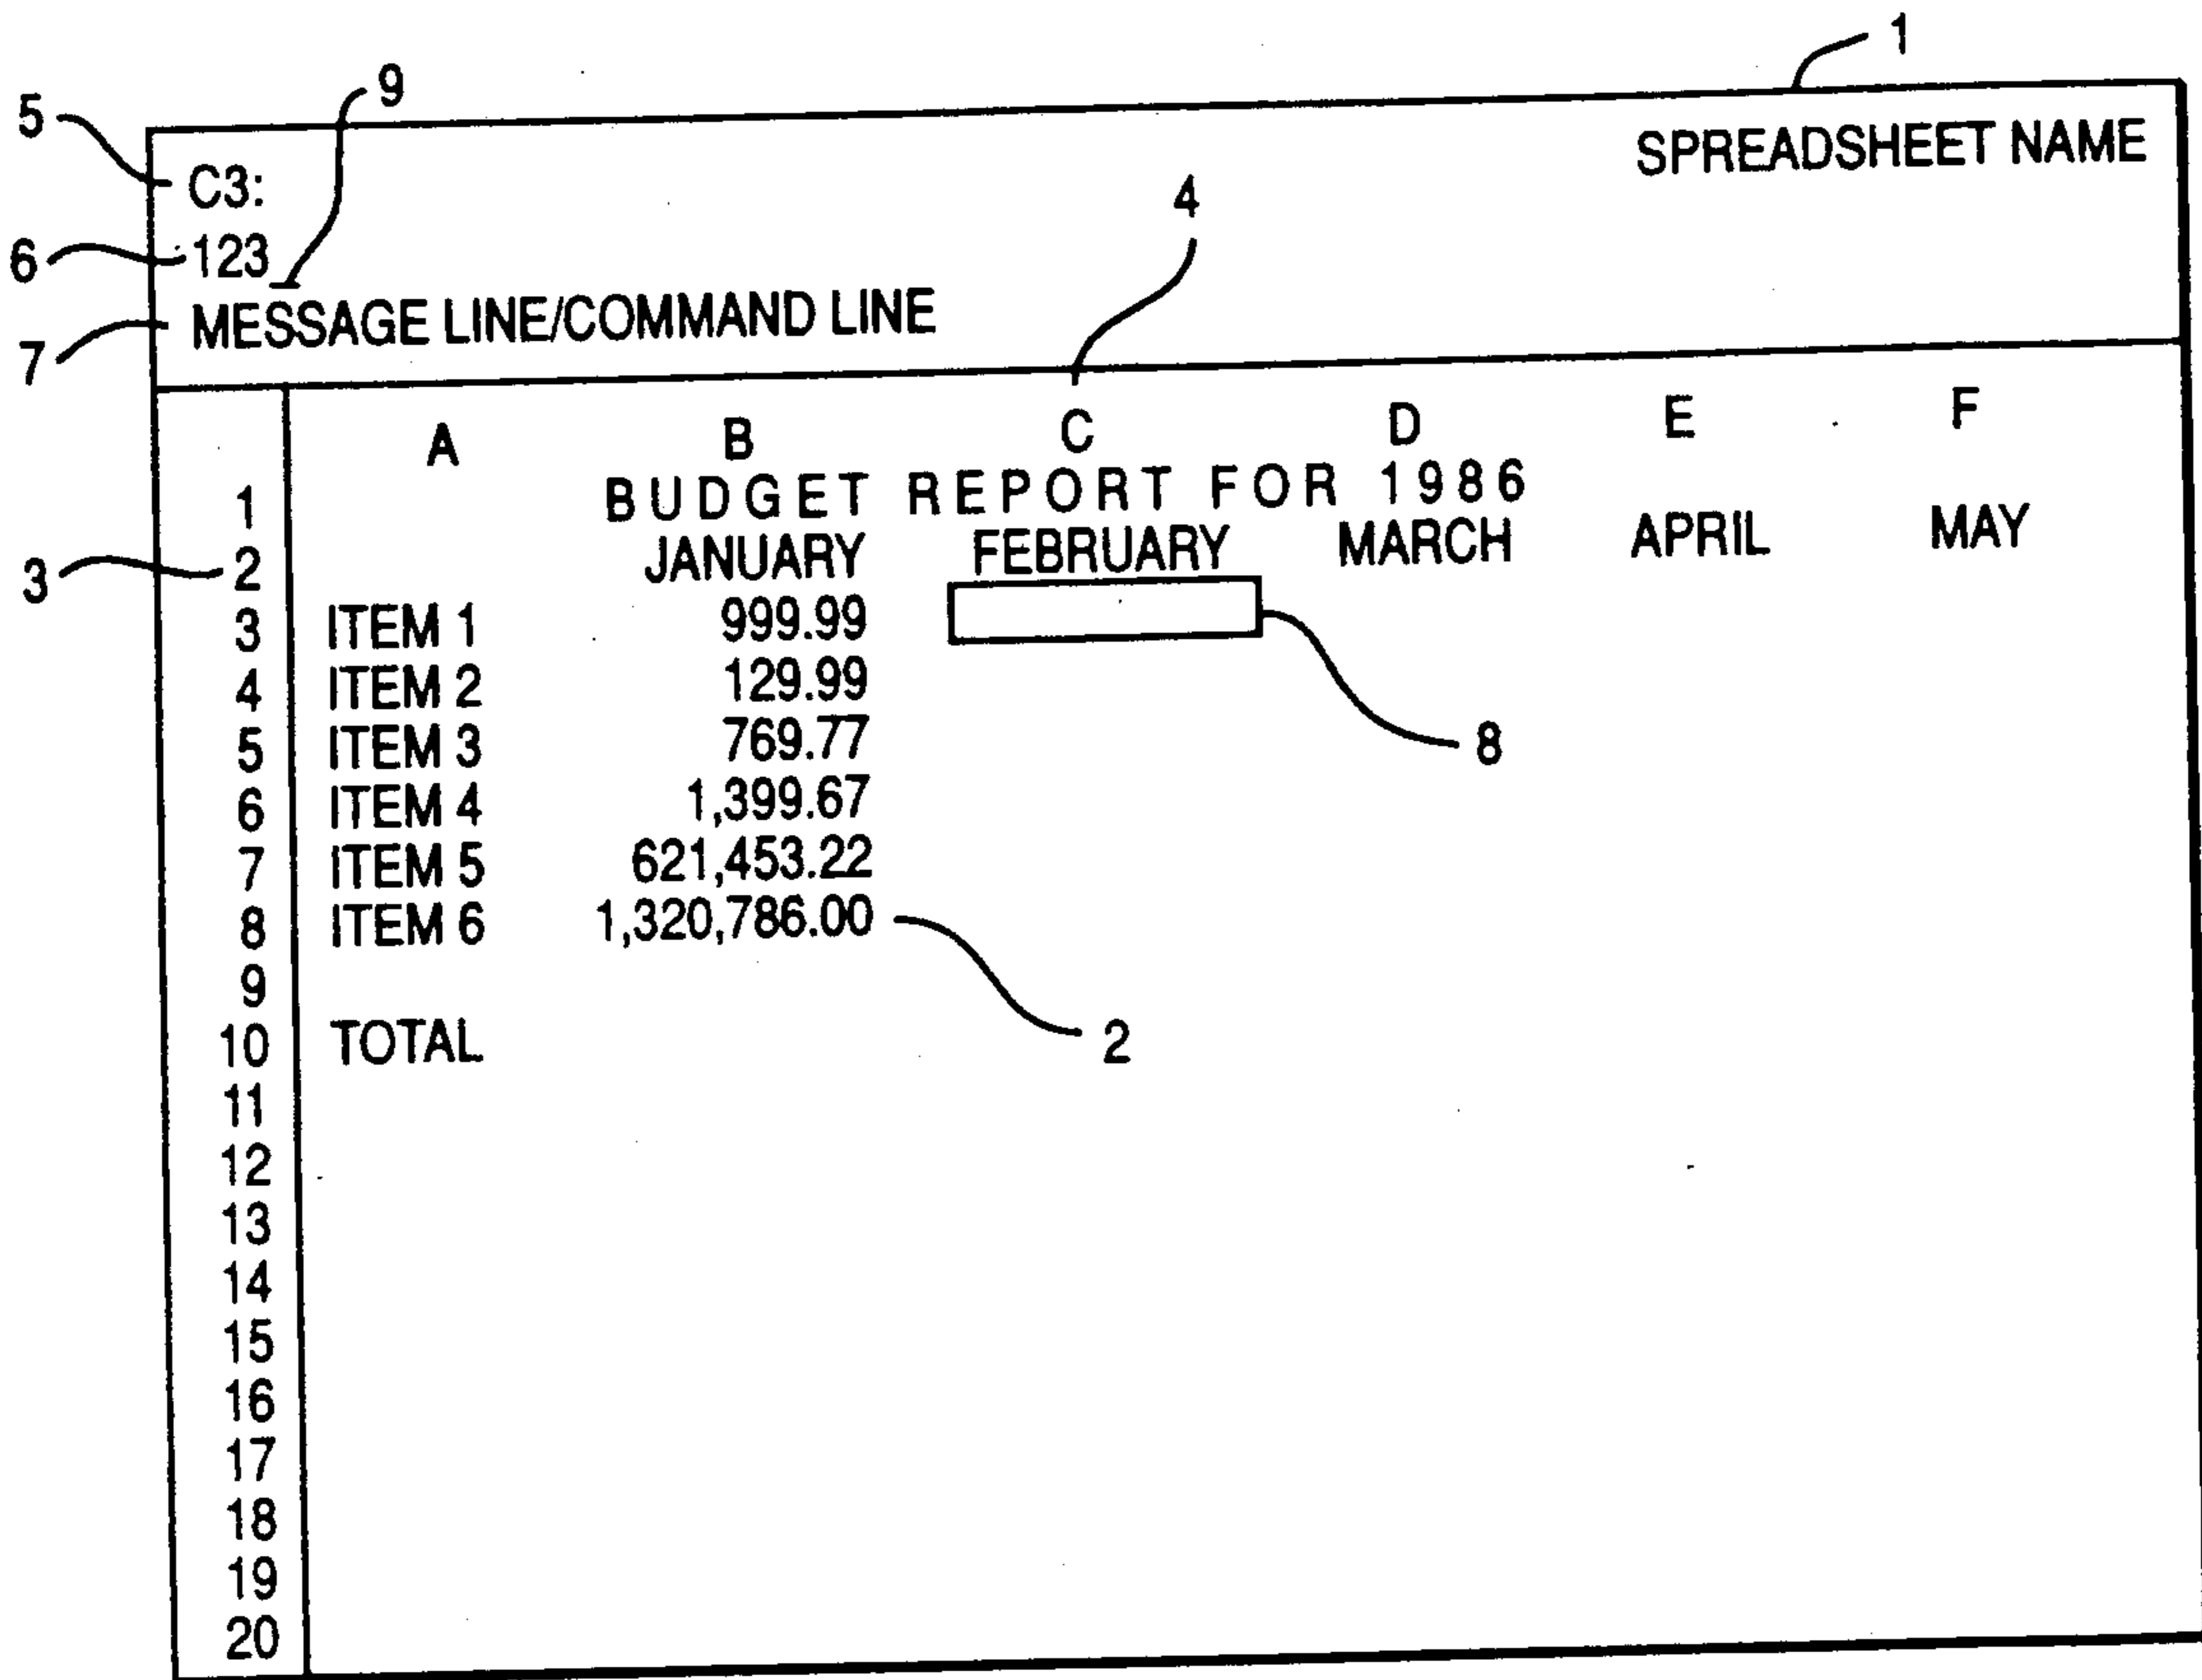 1
9
5
SPREADSHEET NAME
C3:
4
6 123
MESSAGE LINE/COMMAND LINE
7
A B C D E F
1 BUDGET REPORT FOR 1986
3 2 JANUARY FEBRUARY MARCH APRIL MAY
3 ITEM 1 999.99
4 ITEM 2 129.99
5 ITEM 3 769.77 8
6 ITEM 4 1,399.67
7 ITEM 5 621,453.22
8 ITEM 6 1,320,786.00
9
10 TOTAL 2
11
12
13
14
15
16
17
18
19
20